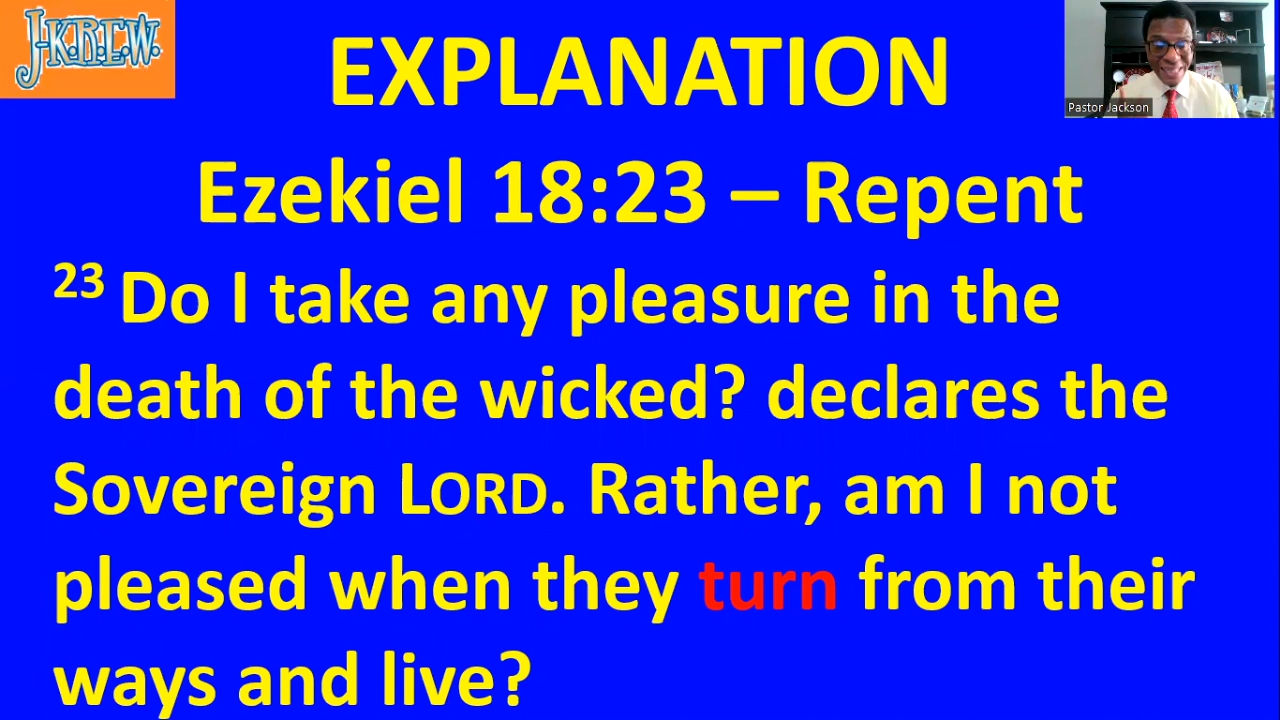 J-K.R.E.W.
EXPLANATION
Pastor Jackson
Ezekiel 18:23 – Repent
23 Do I take any pleasure in the
death of the wicked? declares the
Sovereign LORD. Rather, am I not
pleased when they turn from their
ways and live?